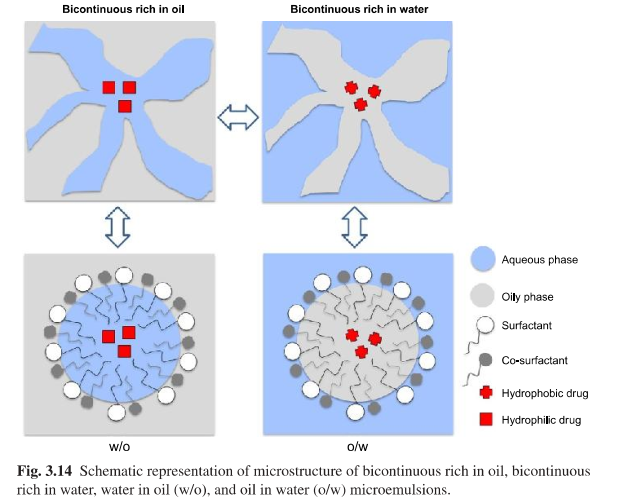 Bicontinuous rich in oil
Bicontinuous rich in water
Aqueous phase
Oily phase
Surfactant
Co-surfactant
Hydrophobic drug
Hydrophilic drug
w/o
o/w
Fig. 3.14 Schematic representation of microstructure of bicontinuous rich in oil, bicontinuous
rich in water, water in oil (w/o), and oil in water (o/w) microemulsions.